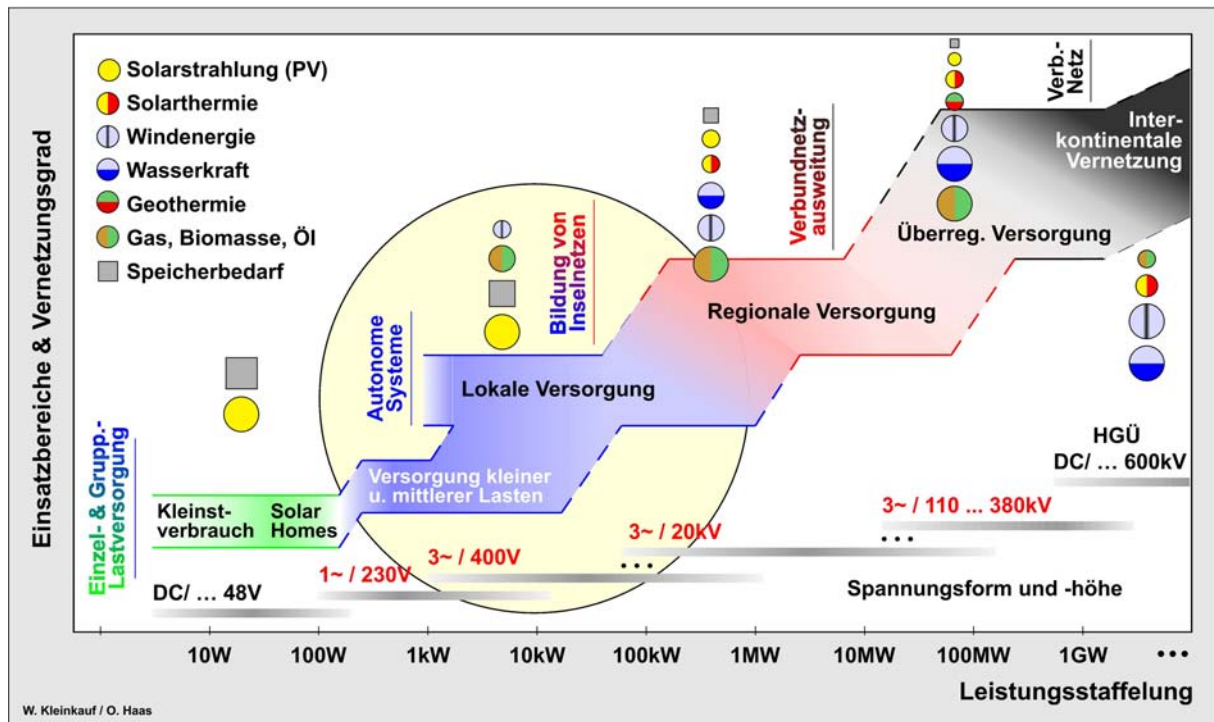 Einsatzbereiche & Vernetzungsgrad
Solarstrahlung (PV)
Solarthermie
Windenergie
Wasserkraft
Geothermie
Gas, Biomasse, Öl
Speicherbedarf
Einzel- & Grupp.-
Lastversorgung
Autonome
Systeme
Bildung von
Inselnetzen
Verbundnetz-
ausweitung
Verb.-
Netz
Inter-
kontinentale
Vernetzung
Überreg. Versorgung
Regionale Versorgung
Lokale Versorgung
Versorgung kleiner
u. mittlerer Lasten
Kleinst-
verbrauch
Solar
Homes
DC/ … 48V
1~ / 230V
3~ / 400V
3~ / 20kV
•••
3~ / 110 ... 380kV
•••
HGÜ
DC/ … 600kV
Spannungsform und -höhe
10W 100W 1kW 10kW 100kW 1MW 10MW 100MW 1GW •••
Leistungsstaffelung
W. Kleinkauf / O. Haas